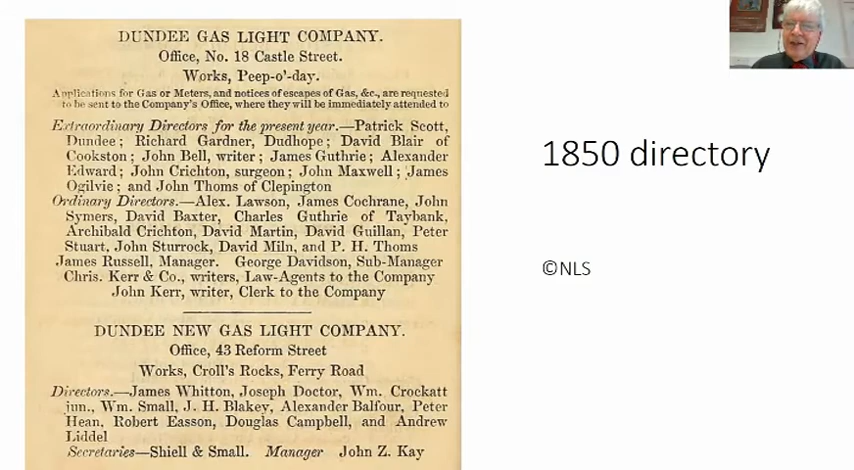 DUNDEE GAS LIGHT COMPANY.
Office, No. 18 Castle Street.
Works, Peep-o'-day.
Applications for Gas or Meters, and notices of escapes of Gas, &c., are requested
to be sent to the Company's Office, where they will be immediately attended to
Extraordinary Directors for the present year.—Patrick Scott,
Dundee; Richard Gardner, Dudhope; David Blair of
Cookston; John Bell, writer; James Guthrie; Alexander
Edward; John Crichton, surgeon; John Maxwell; James
Ogilvie; and John Thoms of Clepington
Ordinary Directors.—Alex. Lawson, James Cochrane, John
Symers, David Baxter, Charles Guthrie of Taybank,
Archibald Crichton, David Martin, David Guillan, Peter
Stuart, John Sturrock, David Miln, and P. H. Thoms
James Russell, Manager. George Davidson, Sub-Manager
Chris. Kerr & Co., writers, Law-Agents to the Company
John Kerr, writer, Clerk to the Company
DUNDEE NEW GAS LIGHT COMPANY.
Office, 43 Reform Street
Works, Croll's Rocks, Ferry Road
Directors.—James Whitton, Joseph Doctor, Wm. Crockatt
jun., Wm. Small, J. H. Blakey, Alexander Balfour, Peter
Hean, Robert Easson, Douglas Campbell, and Andrew
Liddel
Secretaries—Shiell & Small. Manager John Z. Kay
1850 directory
©NLS